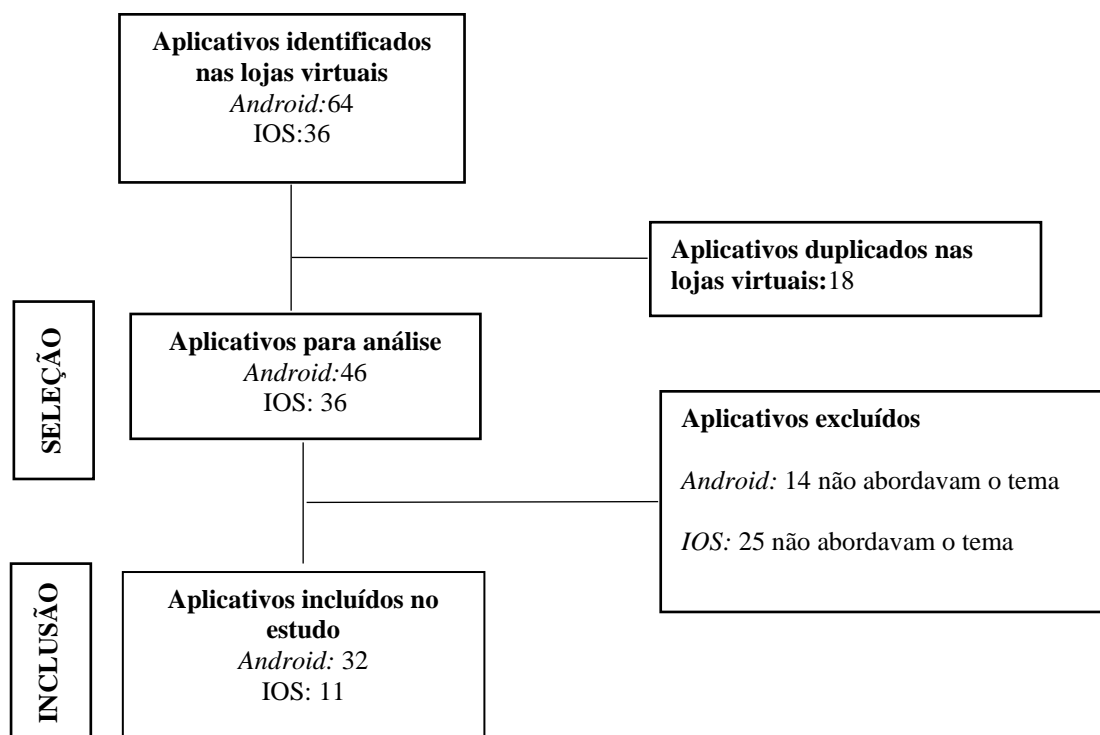 Aplicativos identificados
nas lojas virtuais
Android:64
IOS:36
Aplicativos duplicados nas
lojas virtuais:18
SELEÇÃO
Aplicativos para análise
Android:46
IOS: 36
Aplicativos excluídos
Android: 14 não abordavam o tema
IOS: 25 não abordavam o tema
INCLUSÃO
Aplicativos incluídos no
estudo
Android: 32
IOS: 11